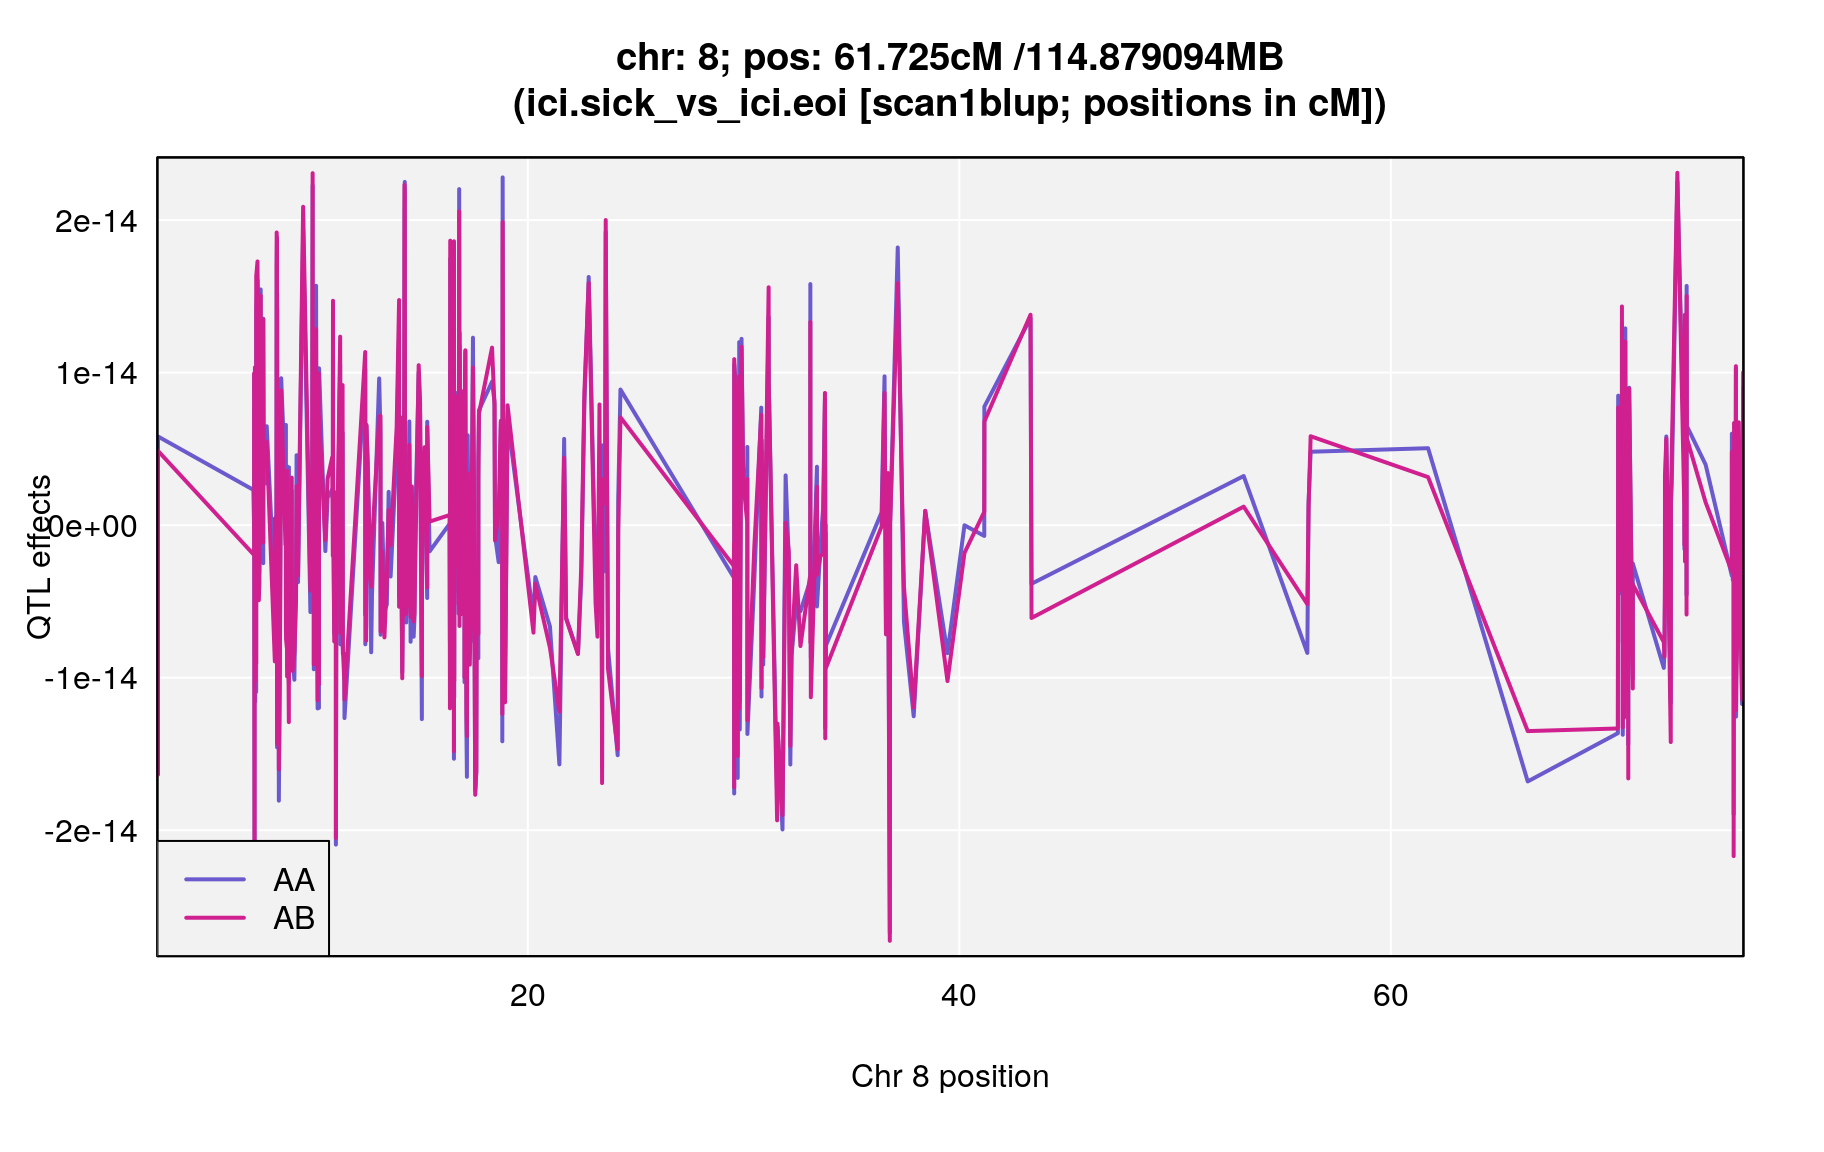 chr: 8; pos: 61.725cM /114.879094MB
(ici.sick_vs_ici.eoi [scan1blup; positions in cM])
QTL effects
2e-14
1e-14
0e+00
-1e-14
-2e-14
AA
AB
20 40 60
Chr 8 position